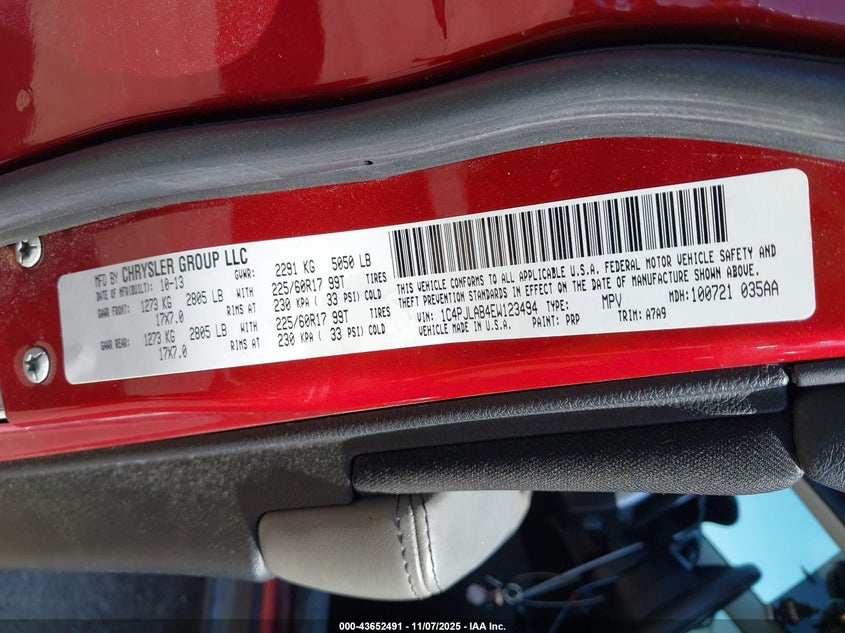 MFD BY CHRYSLER GROUP LLC
DATE OF MFR(BUILT): 10-13 GVWR: 2291 KG 5050 LB
GAWR FRONT: 1273 KG 2805 LB WITH 225/60R17 99T TIRES
17X7.0 RIMS AT 230 KPA ( 33 PSI) COLD
GAWR REAR: 1273 KG 2805 LB WITH 225/60R17 99T TIRES
17X7.0 RIMS AT 230 KPA ( 33 PSI) COLD
THIS VEHICLE CONFORMS TO ALL APPLICABLE U.S.A. FEDERAL MOTOR VEHICLE SAFETY AND
THEFT PREVENTION STANDARDS IN EFFECT ON THE DATE OF MANUFACTURE SHOWN ABOVE.
VIN: 1C4PJLAB4EW123494 TYPE: MPV MDH: 100721 035AA
MADE IN U.S.A. PAINT: PRP TRIM: A7A9
000-43652491 - 11/07/2025 - IAA Inc.